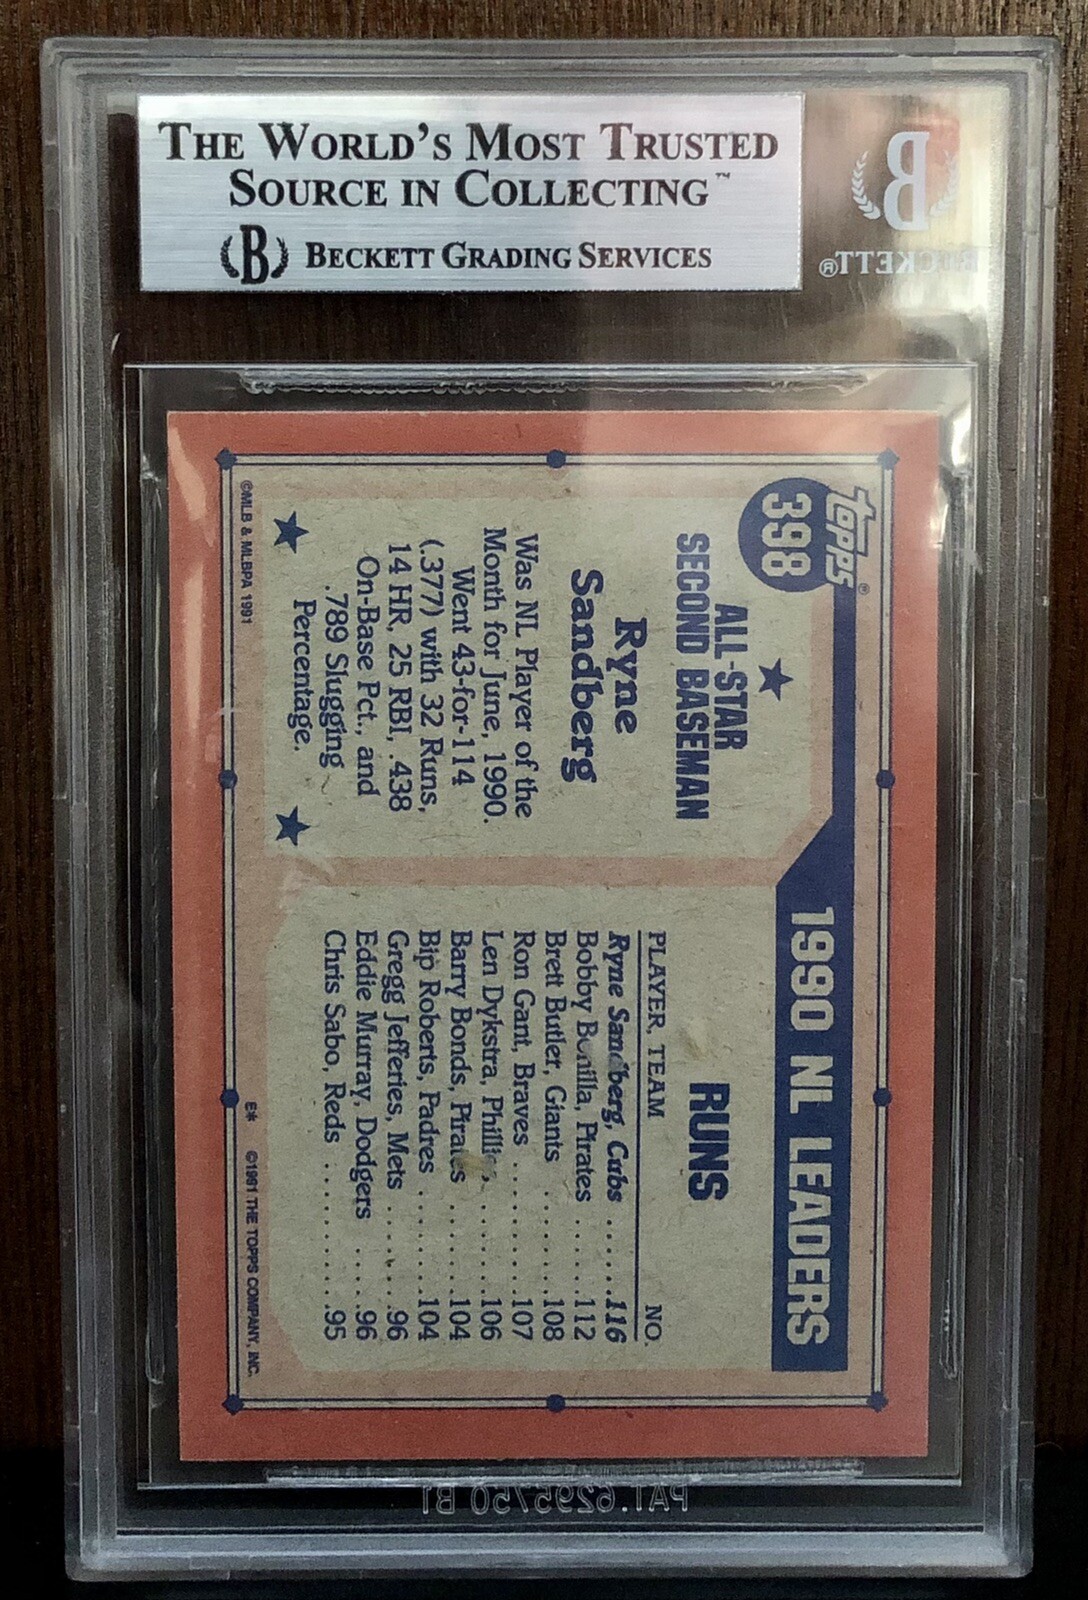 THE WORLD'S MOST TRUSTED
SOURCE IN COLLECTING™
B BECKETT GRADING SERVICES
B
BECKETT®
topps®
398
1990 NL LEADERS
ALL-STAR
SECOND BASEMAN
Ryne
Sandberg
Was NL Player of the
Month for June, 1990.
Went 43-for-114
(.377) with 32 Runs,
14 HR, 25 RBI, .438
On-Base Pct., and
.789 Slugging
Percentage.
RUNS
PLAYER, TEAM NO.
Ryne Sandberg, Cubs .......116
Bobby Bonilla, Pirates ......112
Brett Butler, Giants ........108
Ron Gant, Braves ..........107
Len Dykstra, Phillies, .......106
Barry Bonds, Pirates ........104
Bip Roberts, Padres ........104
Gregg Jefferies, Mets .......96
Eddie Murray, Dodgers .....96
Chris Sabo, Reds ...........95
©MLB & MLBPA 1991
E* ©1991 THE TOPPS COMPANY, INC.
PAT.6295750 B1